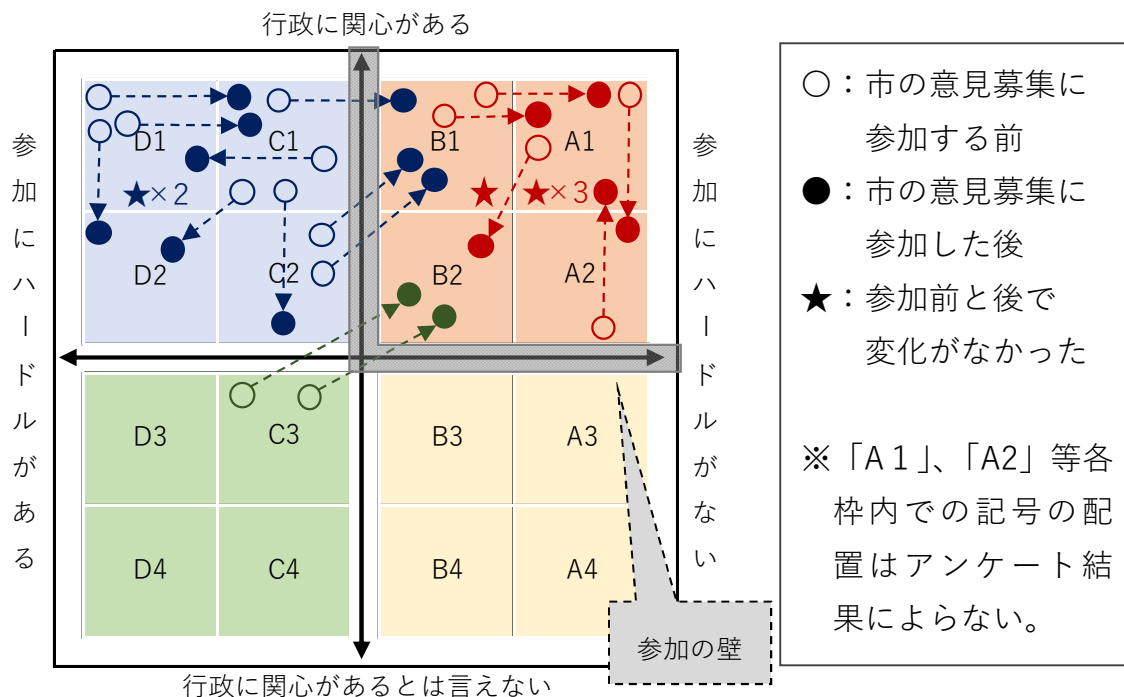 行政に関心がある
参加にハードルがある
D1
C1
B1
A1
★×2
★
★×3
D2
C2
B2
A2
D3
C3
B3
A3
D4
C4
B4
A4
参加にハードルがない
参加の壁
行政に関心があるとは言えない
○：市の意見募集に
参加する前
●：市の意見募集に
参加した後
★：参加前と後で
変化がなかった
※「A１」、「A2」等各
枠内での記号の配
置はアンケート結
果によらない。